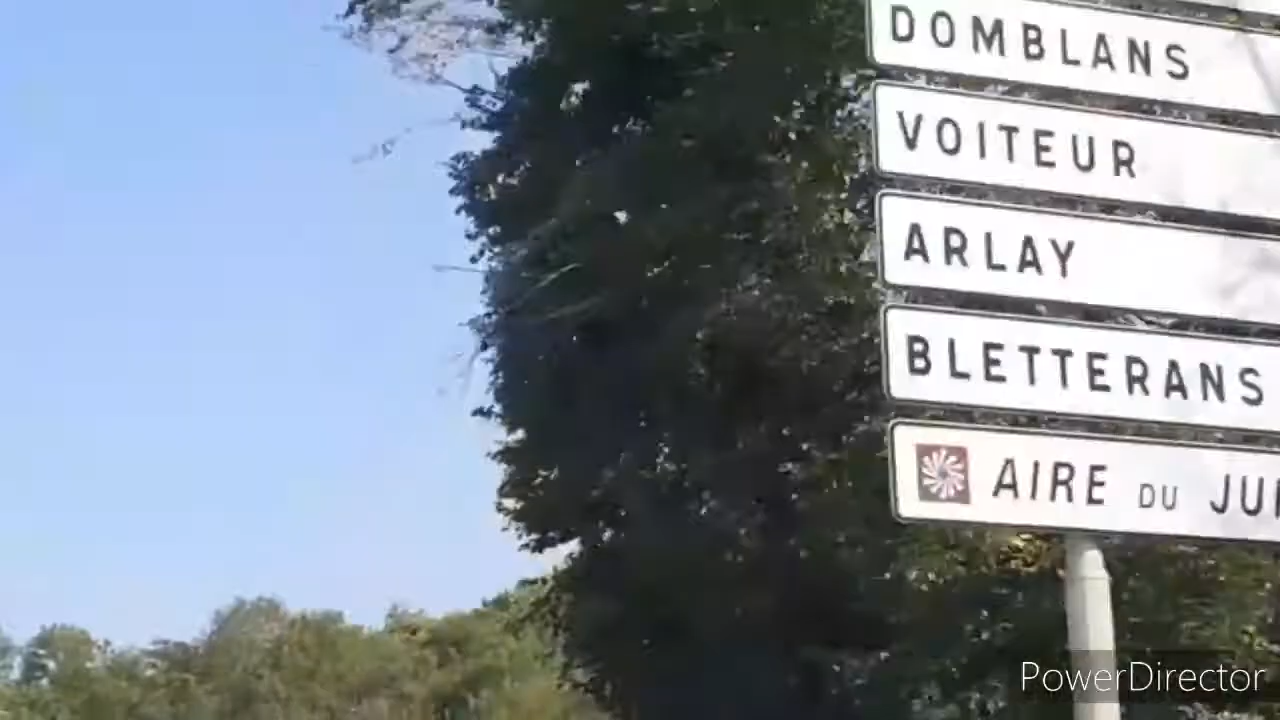 DOMBLANS
VOITEUR
ARLAY
BLETTERANS
AIRE DU
PowerDirector